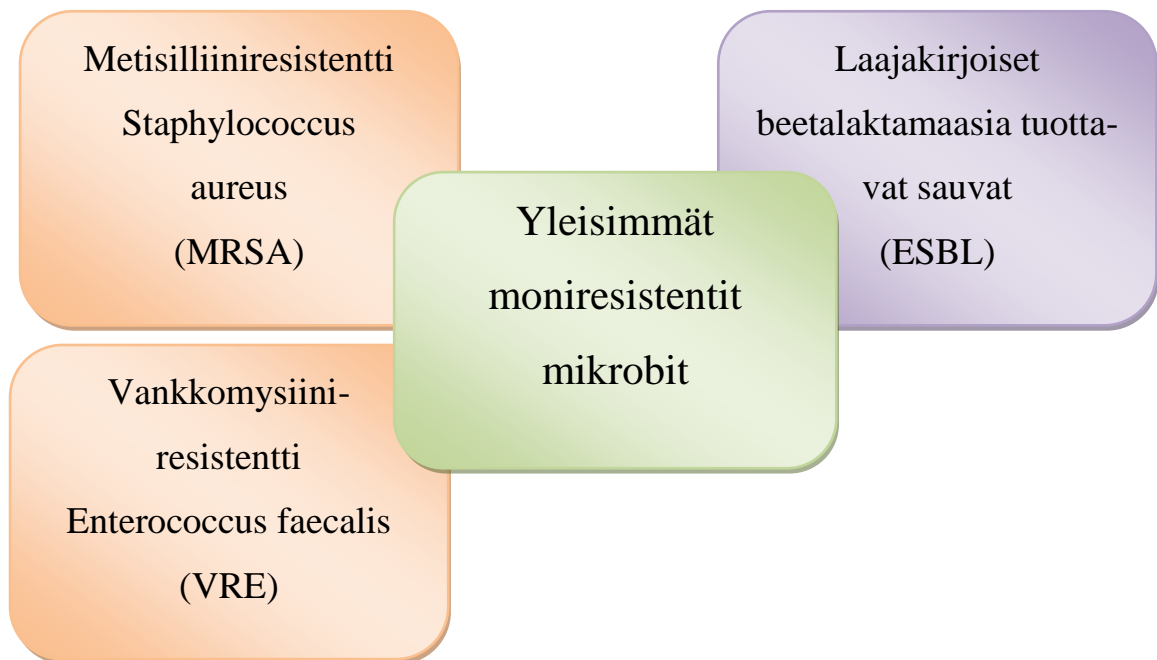 Metisilliiniresistentti
Staphylococcus
aureus
(MRSA)
Laajakirjoiset
beetalaktamaasia tuotta-
vat sauvat
(ESBL)
Yleisimmät
moniresistentit
mikrobit
Vankkomysiini-
resistentti
Enterococcus faecalis
(VRE)